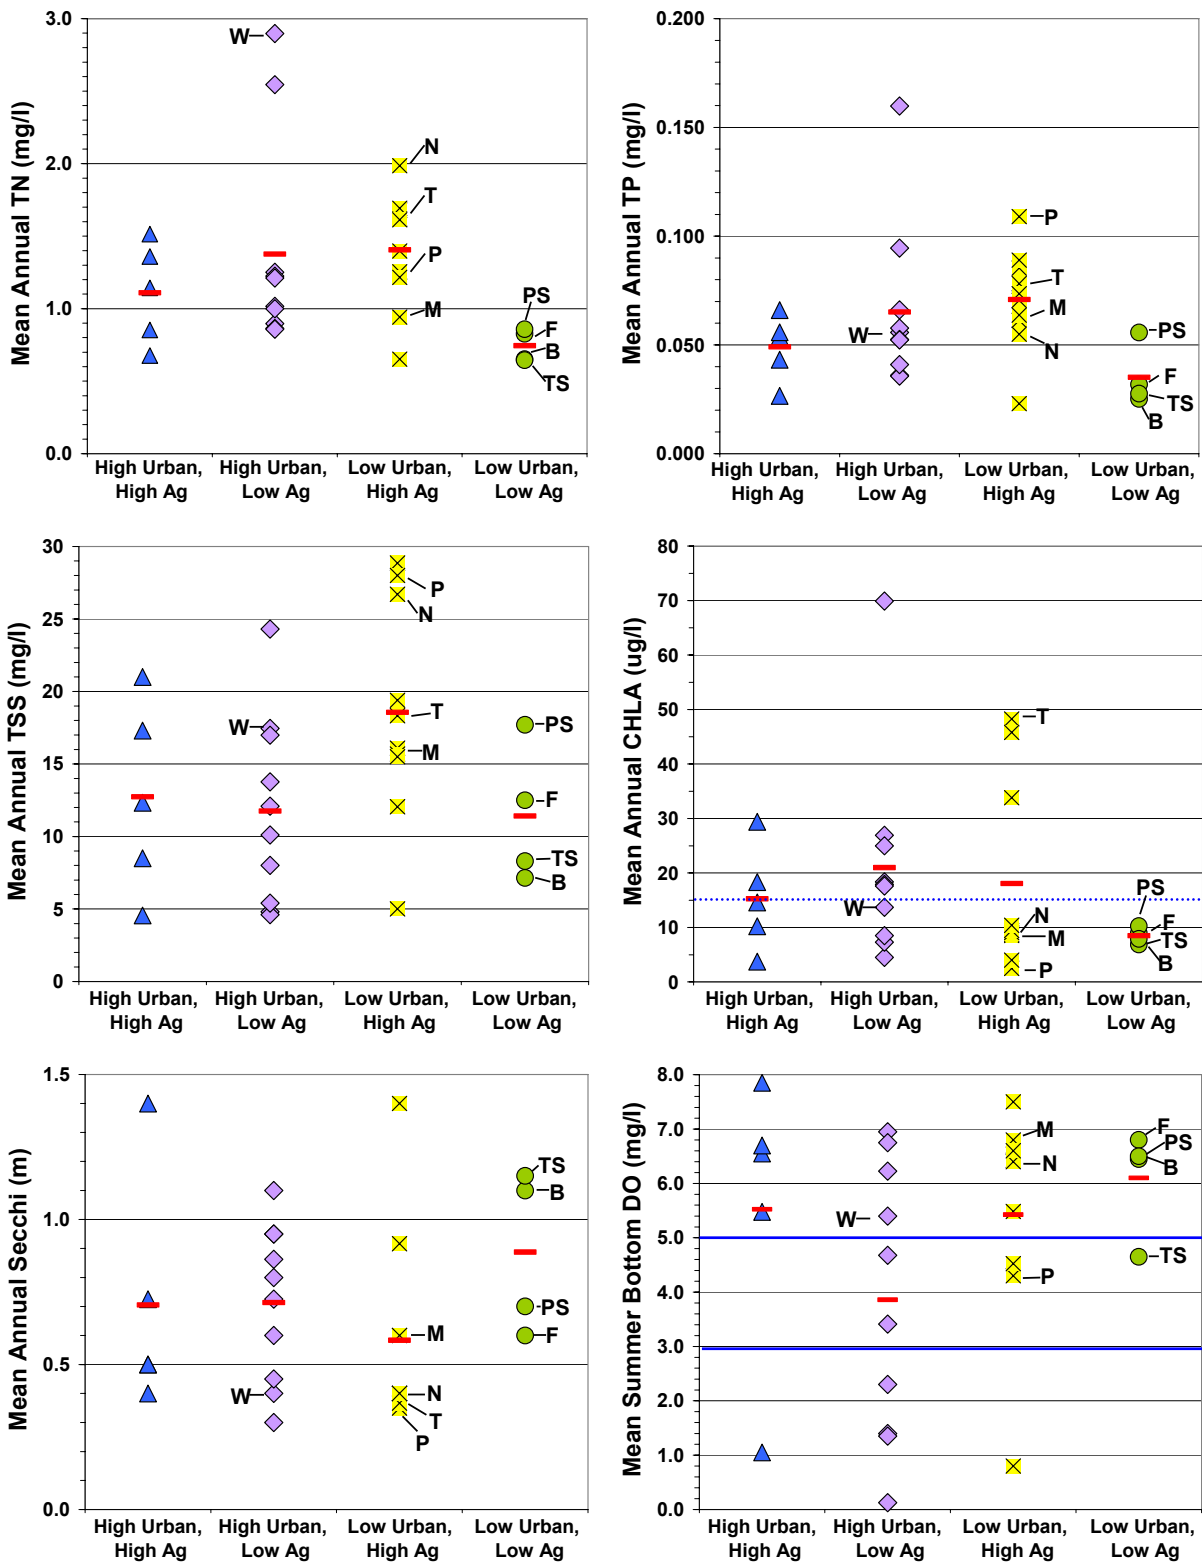 Mean Annual TN (mg/l)
3.0
2.0
1.0
0.0
W
N
T
P
M
PS
F
B
TS
High Urban, High Ag
High Urban, Low Ag
Low Urban, High Ag
Low Urban, Low Ag
Mean Annual TP (mg/l)
0.200
0.150
0.100
0.050
0.000
W
P
T
M
N
PS
F
TS
B
High Urban, High Ag
High Urban, Low Ag
Low Urban, High Ag
Low Urban, Low Ag
Mean Annual TSS (mg/l)
30
25
20
15
10
5
0
W
P
N
T
M
PS
F
TS
B
High Urban, High Ag
High Urban, Low Ag
Low Urban, High Ag
Low Urban, Low Ag
Mean Annual CHLA (ug/l)
80
70
60
50
40
30
20
10
0
W
T
N
M
P
PS
F
TS
B
High Urban, High Ag
High Urban, Low Ag
Low Urban, High Ag
Low Urban, Low Ag
Mean Annual Secchi (m)
1.5
1.0
0.5
0.0
W
M
N
T
P
TS
B
PS
F
High Urban, High Ag
High Urban, Low Ag
Low Urban, High Ag
Low Urban, Low Ag
Mean Summer Bottom DO (mg/l)
8.0
7.0
6.0
5.0
4.0
3.0
2.0
1.0
0.0
W
M
N
P
F
PS
B
TS
High Urban, High Ag
High Urban, Low Ag
Low Urban, High Ag
Low Urban, Low Ag